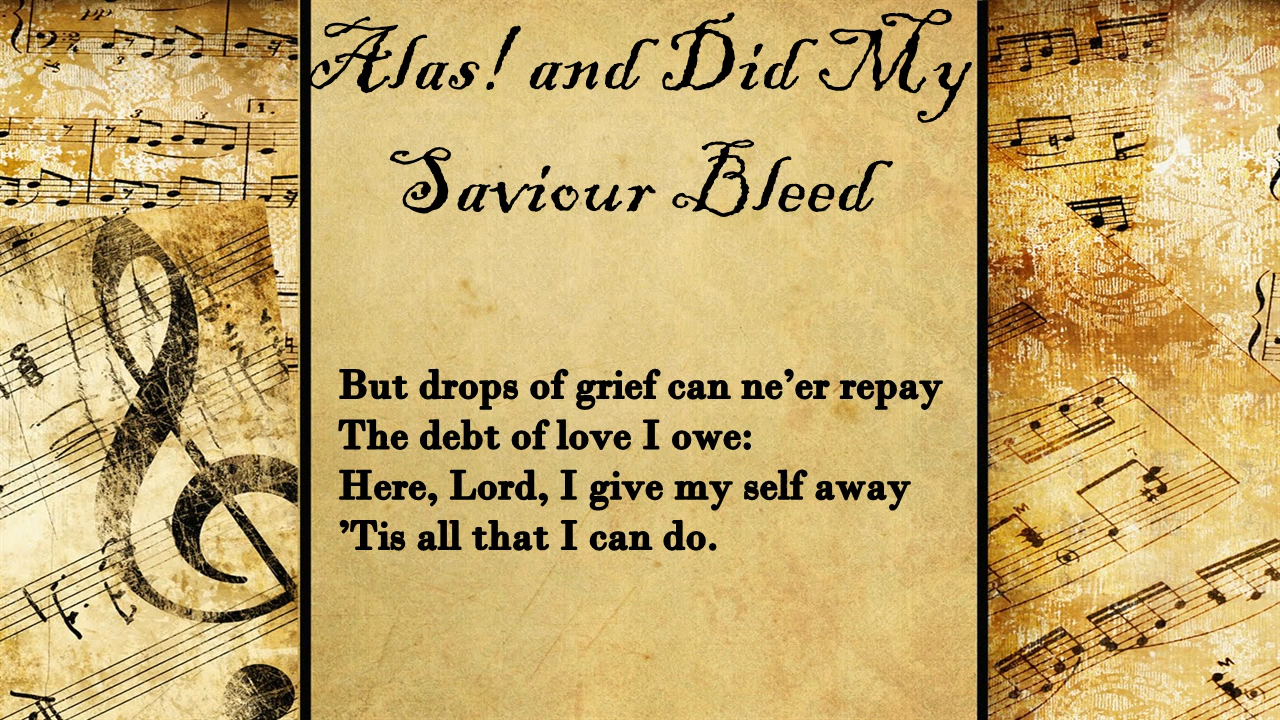 Alas! and Did My
Saviour Bleed
But drops of grief can ne’er repay
The debt of love I owe:
Here, Lord, I give my self away
’Tis all that I can do.